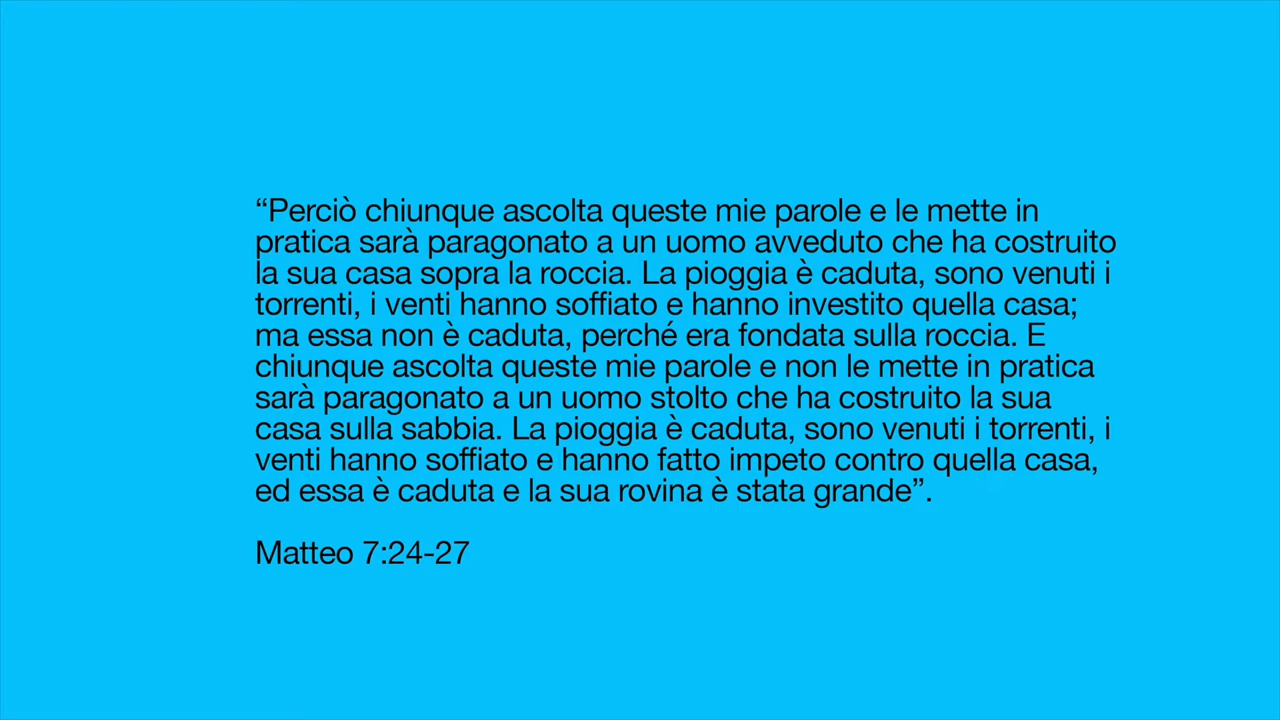 “Perciò chiunque ascolta queste mie parole e le mette in
pratica sarà paragonato a un uomo avveduto che ha costruito
la sua casa sopra la roccia. La pioggia è caduta, sono venuti i
torrenti, i venti hanno soffiato e hanno investito quella casa;
ma essa non è caduta, perché era fondata sulla roccia. E
chiunque ascolta queste mie parole e non le mette in pratica
sarà paragonato a un uomo stolto che ha costruito la sua
casa sulla sabbia. La pioggia è caduta, sono venuti i torrenti, i
venti hanno soffiato e hanno fatto impeto contro quella casa,
ed essa è caduta e la sua rovina è stata grande”.
Matteo 7:24-27